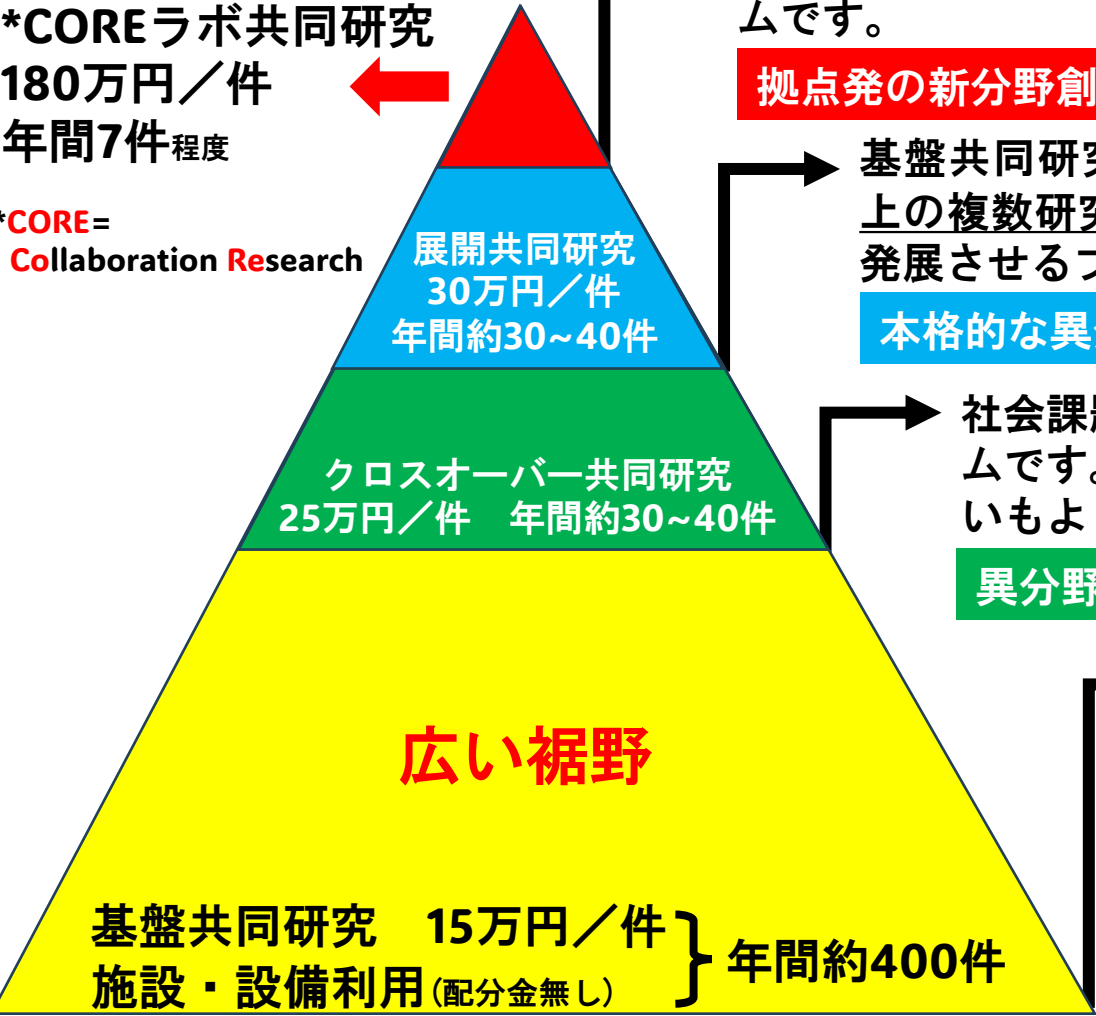 *COREラボ共同研究
180万円／件
年間7件程度
*CORE=
Collaboration Research
展開共同研究
30万円／件
年間約30~40件
クロスオーバー共同研究
25万円／件　年間約30~40件
広い裾野
基盤共同研究　15万円／件
施設・設備利用(配分金無し)
年間約400件
ムです。
拠点発の新分野創
基盤共同研究
上の複数研究
発展させるプ
本格的な異
社会課題
ムです。
いもよ
異分野